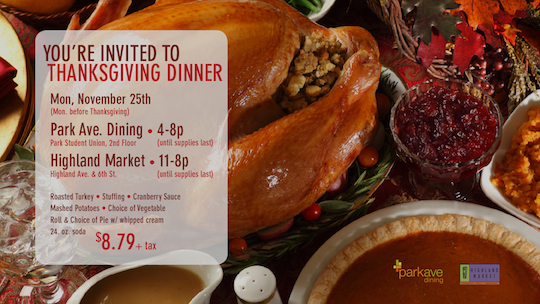 YOU'RE INVITED TO
THANKSGIVING DINNER
Mon, November 25th
(Mon. before Thanksgiving)
Park Ave. Dining • 4-8p
Park Student Union, 2nd Floor (until supplies last)
Highland Market • 11-8p
Highland Ave. & 6th St. (until supplies last)
Roasted Turkey • Stuffing • Cranberry Sauce
Mashed Potatoes • Choice of Vegetable
Roll & Choice of Pie w/ whipped cream
24. oz. soda
$8.79 + tax
parkave
dining
HIGHLAND
MARKET